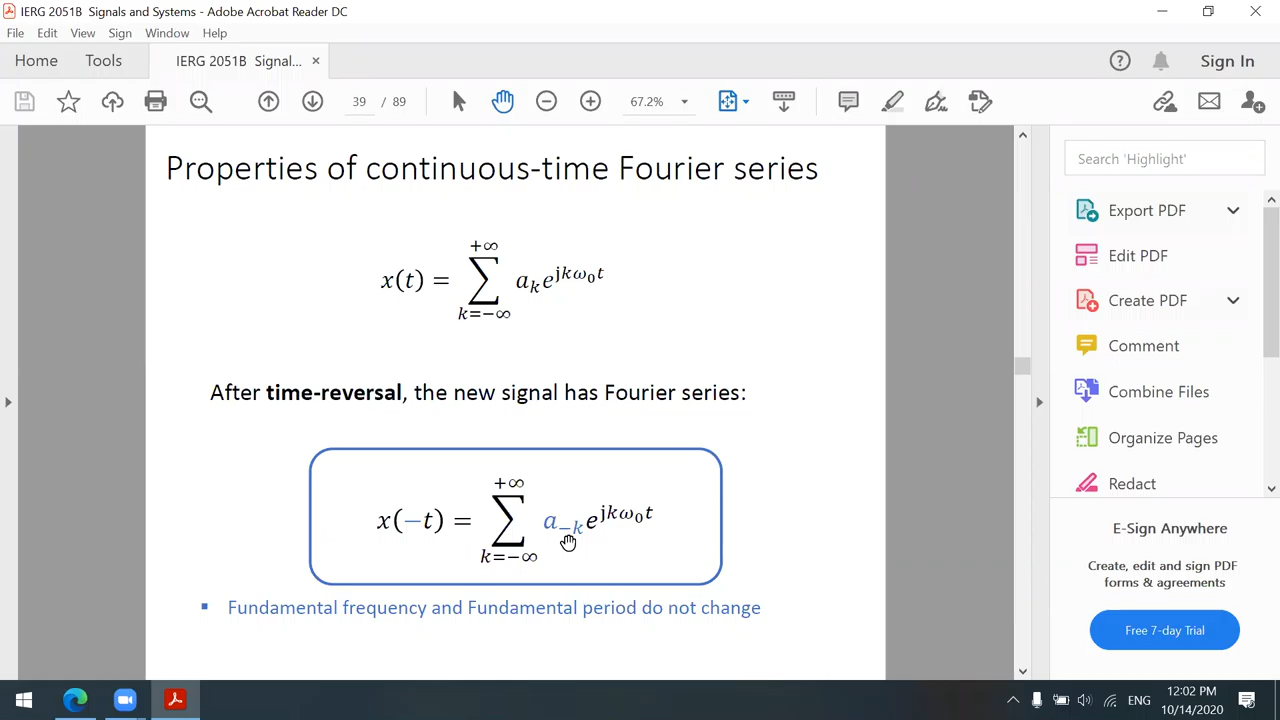 IERG 2051B Signals and Systems - Adobe Acrobat Reader DC
File Edit View Sign Window Help
Home Tools IERG 2051B Signal... × Sign In
39 / 89 67.2%
Properties of continuous-time Fourier series
+∞
x(t) = ∑ a_k e^{jkω_0t}
k=−∞
After time-reversal, the new signal has Fourier series:
+∞
x(−t) = ∑ a_{−k} e^{jkω_0t}
k=−∞
▪ Fundamental frequency and Fundamental period do not change
Search 'Highlight'
Export PDF
Edit PDF
Create PDF
Comment
Combine Files
Organize Pages
Redact
E-Sign Anywhere
Create, edit and sign PDF
forms & agreements
Free 7-day Trial
ENG
12:02 PM
10/14/2020